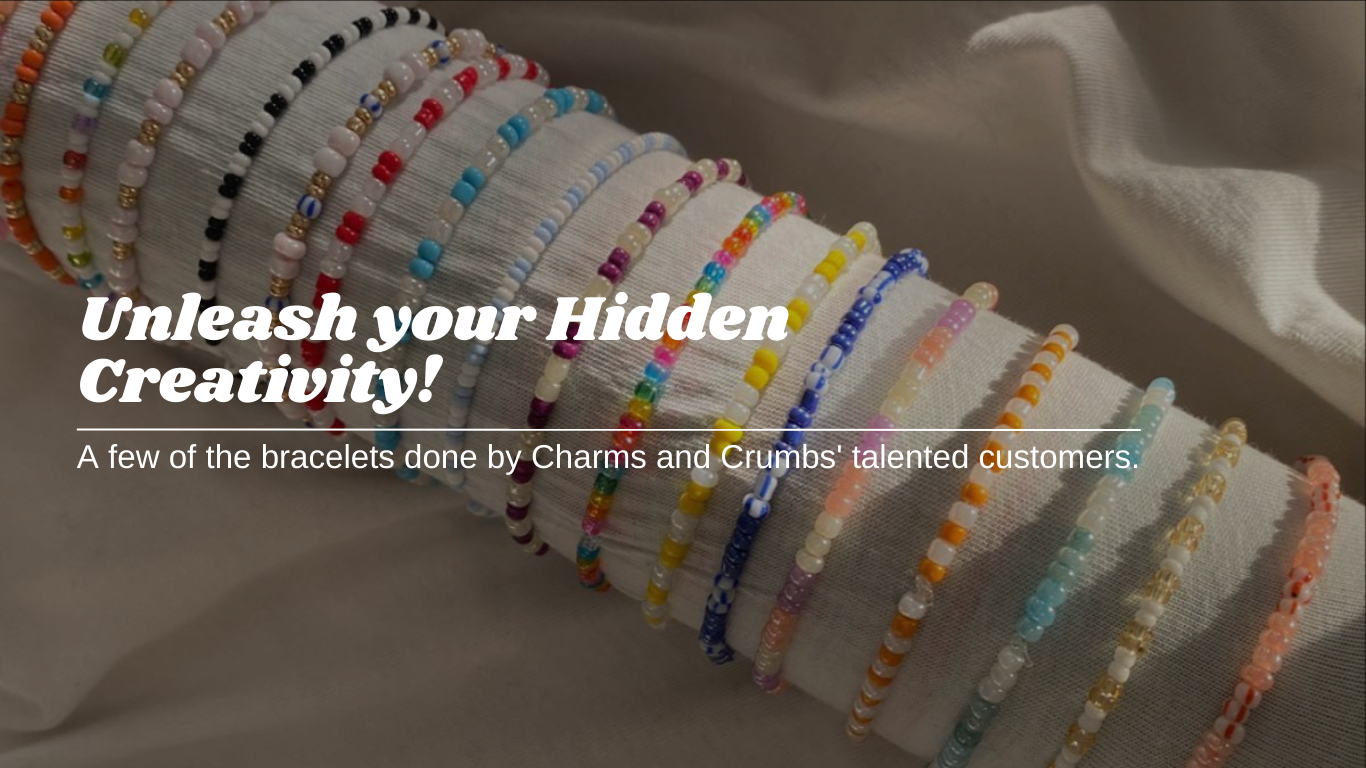 Unleash your Hidden
Creativity!
A few of the bracelets done by Charms and Crumbs' talented customers.